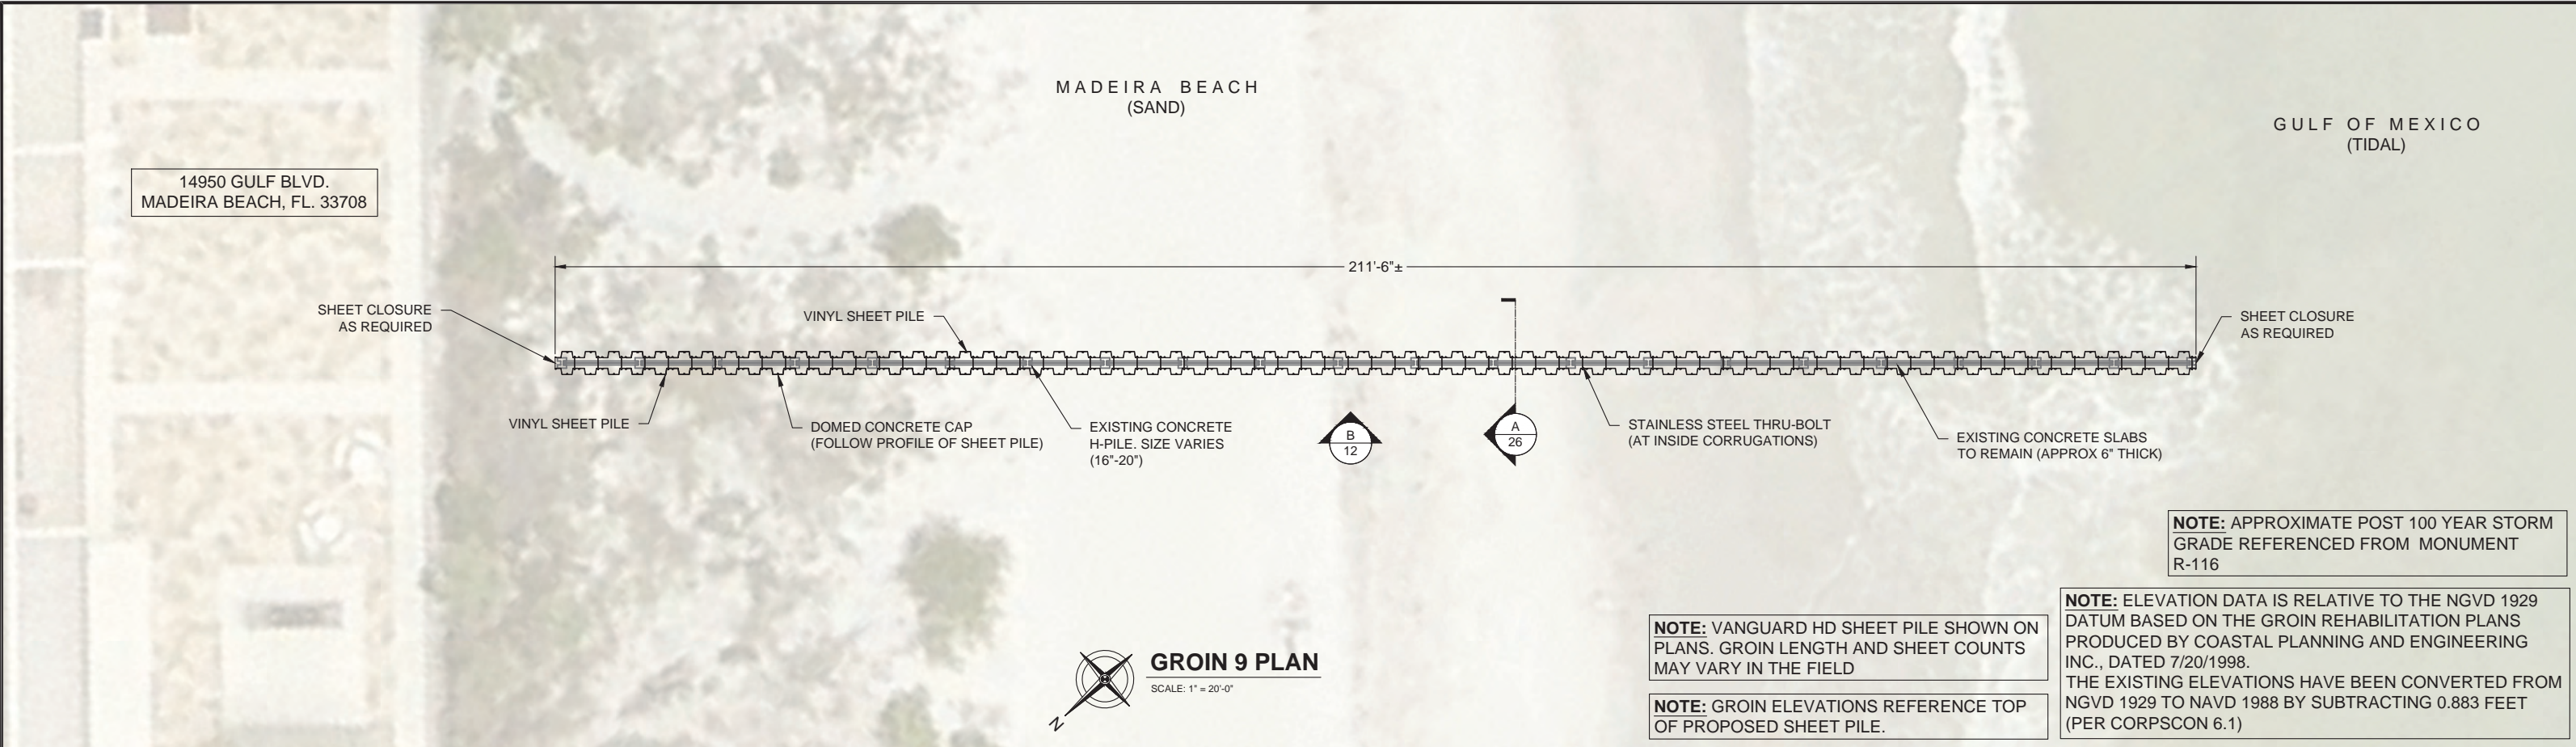 MADEIRA BEACH
(SAND)
GULF OF MEXICO
(TIDAL)
14950 GULF BLVD.
MADEIRA BEACH, FL. 33708
211'-6"±
SHEET CLOSURE
AS REQUIRED
VINYL SHEET PILE
SHEET CLOSURE
AS REQUIRED
VINYL SHEET PILE
DOMED CONCRETE CAP
(FOLLOW PROFILE OF SHEET PILE)
EXISTING CONCRETE
H-PILE. SIZE VARIES
(16"-20")
B
12
A
26
STAINLESS STEEL THRU-BOLT
(AT INSIDE CORRUGATIONS)
EXISTING CONCRETE SLABS
TO REMAIN (APPROX 6" THICK)
NOTE: APPROXIMATE POST 100 YEAR STORM
GRADE REFERENCED FROM MONUMENT
R-116
N
GROIN 9 PLAN
SCALE: 1" = 20'-0"
NOTE: VANGUARD HD SHEET PILE SHOWN ON
PLANS. GROIN LENGTH AND SHEET COUNTS
MAY VARY IN THE FIELD
NOTE: GROIN ELEVATIONS REFERENCE TOP
OF PROPOSED SHEET PILE.
NOTE: ELEVATION DATA IS RELATIVE TO THE NGVD 1929
DATUM BASED ON THE GROIN REHABILITATION PLANS
PRODUCED BY COASTAL PLANNING AND ENGINEERING
INC., DATED 7/20/1998.
THE EXISTING ELEVATIONS HAVE BEEN CONVERTED FROM
NGVD 1929 TO NAVD 1988 BY SUBTRACTING 0.883 FEET
(PER CORPSCON 6.1)